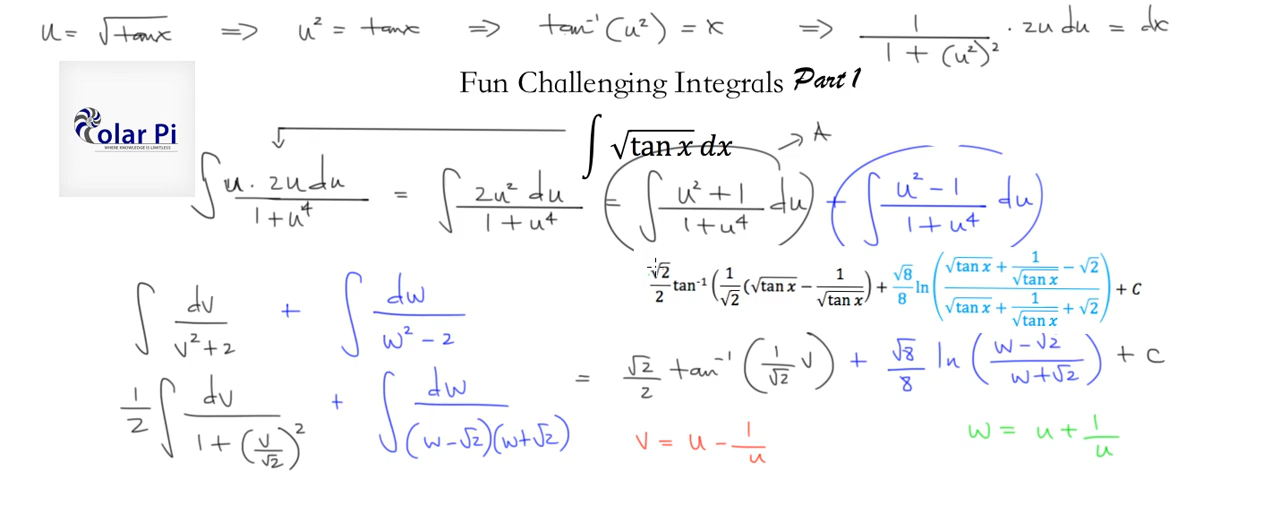 u = √tanx ⇒ u² = tanx ⇒ tan⁻¹(u²) = x ⇒ 1/(1 + (u²)²) · 2u du = dx
Fun Challenging Integrals Part 1
Colar Pi
WHERE KNOWLEDGE IS LIMITLESS
∫ √tan x dx → A
∫ u · 2u du/(1 + u⁴) = ∫ 2u² du/(1 + u⁴) = (∫ (u² + 1)/(1 + u⁴) du) + (∫ (u² − 1)/(1 + u⁴) du)
√2/2 tan⁻¹(1/√2 (√tan x − 1/√tan x) + √8/8 ln((√tan x + 1/√tan x − √2)/(√tan x + 1/√tan x + √2)) + C
∫ dv/(v² + 2) + ∫ dw/(w² − 2)
1/2 ∫ dv/(1 + (v/√2)²) + ∫ dw/((w − √2)(w + √2)) = √2/2 tan⁻¹(1/√2 v) + √8/8 ln((w − √2)/(w + √2)) + C
v = u − 1/u w = u + 1/u